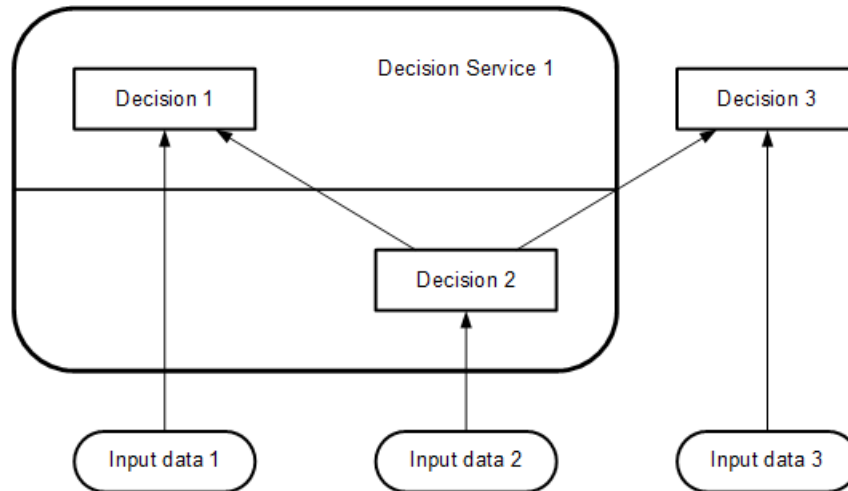 Decision Service 1
Decision 1
Decision 3
Decision 2
Input data 1
Input data 2
Input data 3